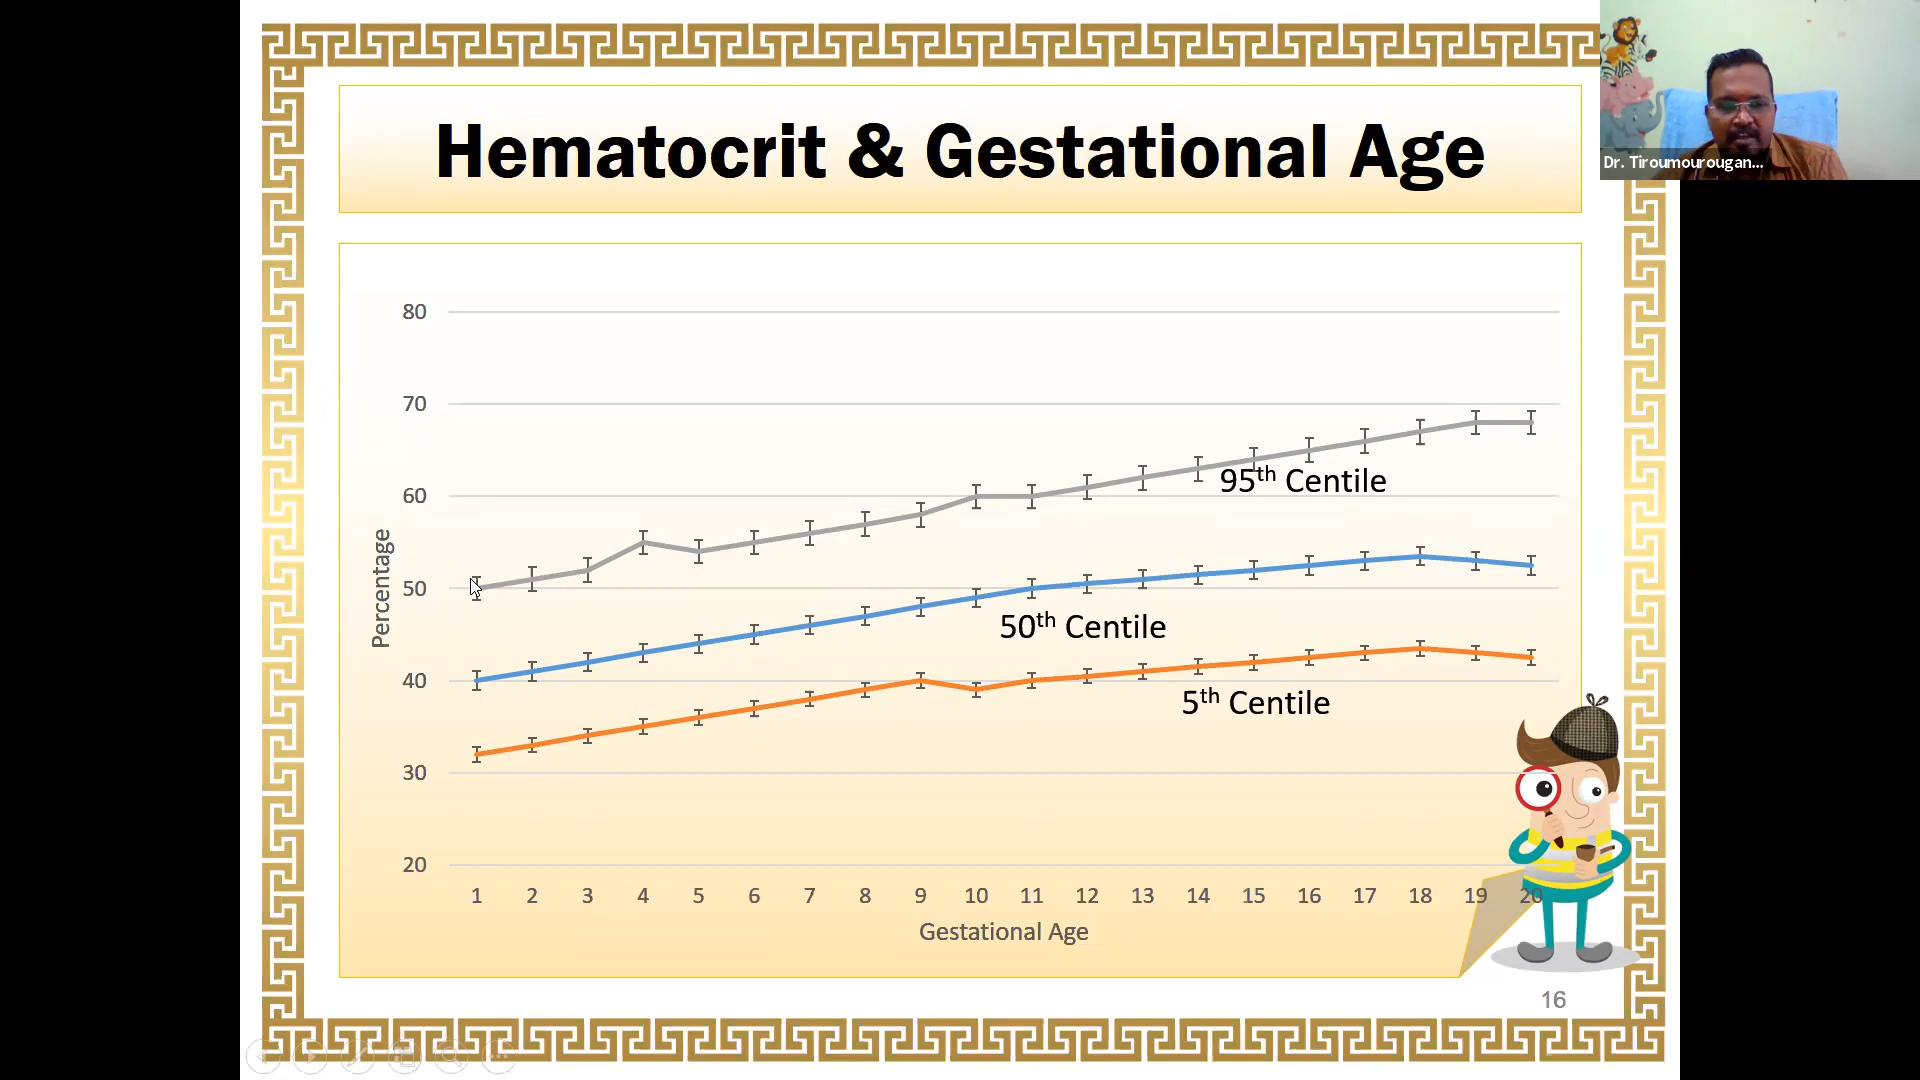 Hematocrit & Gestational Age
Dr. Tiroumourougan...
80
70
60
50
40
30
20
Percentage
95th Centile
50th Centile
5th Centile
1 2 3 4 5 6 7 8 9 10 11 12 13 14 15 16 17 18 19 20
Gestational Age
16